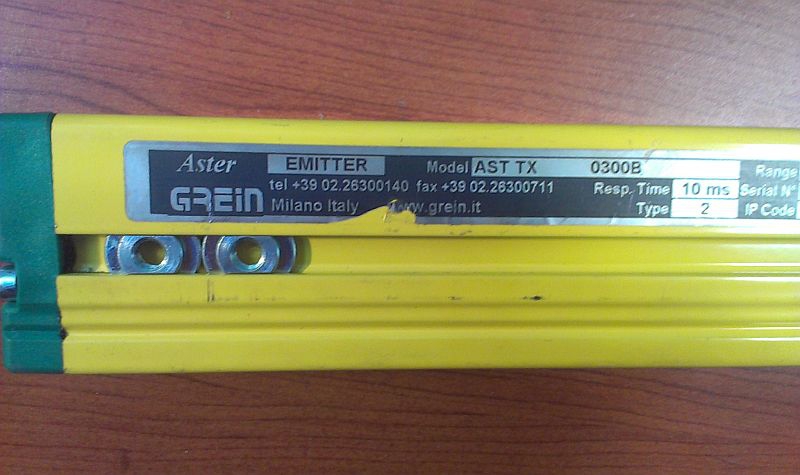 Aster EMITTER Model AST TX 0300B Range
GREIN tel +39 02.26300140 fax +39 02.26300711 Resp. Time 10 ms Serial N°
Milano Italy www.grein.it Type 2 IP Code